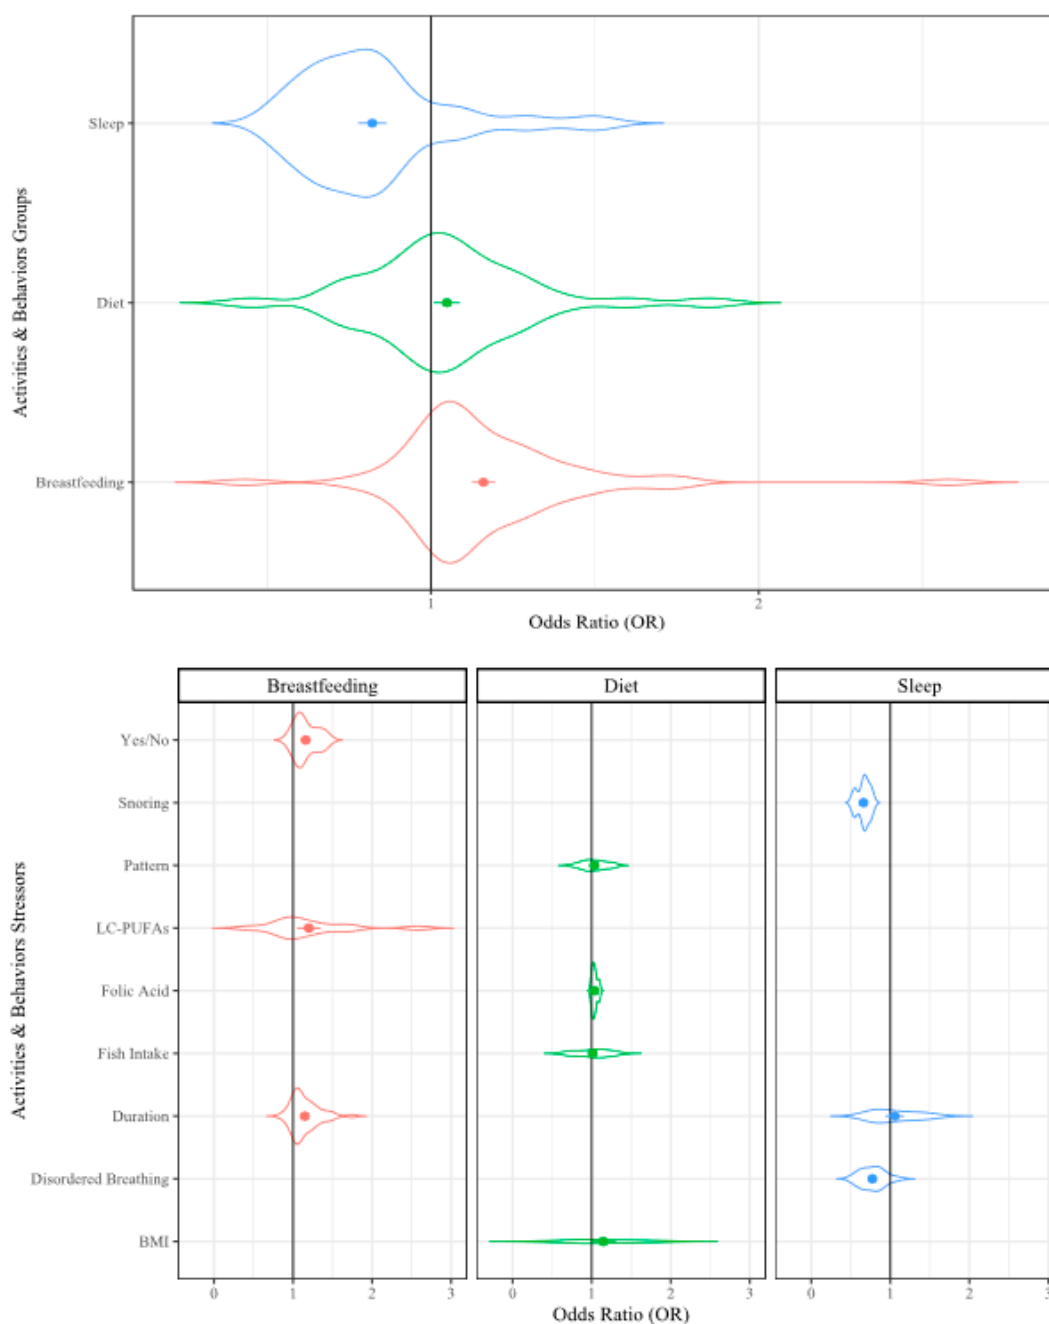 Activities & Behaviors Groups
Sleep
Diet
Breastfeeding
1
2
Odds Ratio (OR)
Breastfeeding
Diet
Sleep
Activities & Behaviors Stressors
Yes/No
Snoring
Pattern
LC-PUFAs
Folic Acid
Fish Intake
Duration
Disordered Breathing
BMI
0 1 2 3 0 1 2 3 0 1 2 3
Odds Ratio (OR)